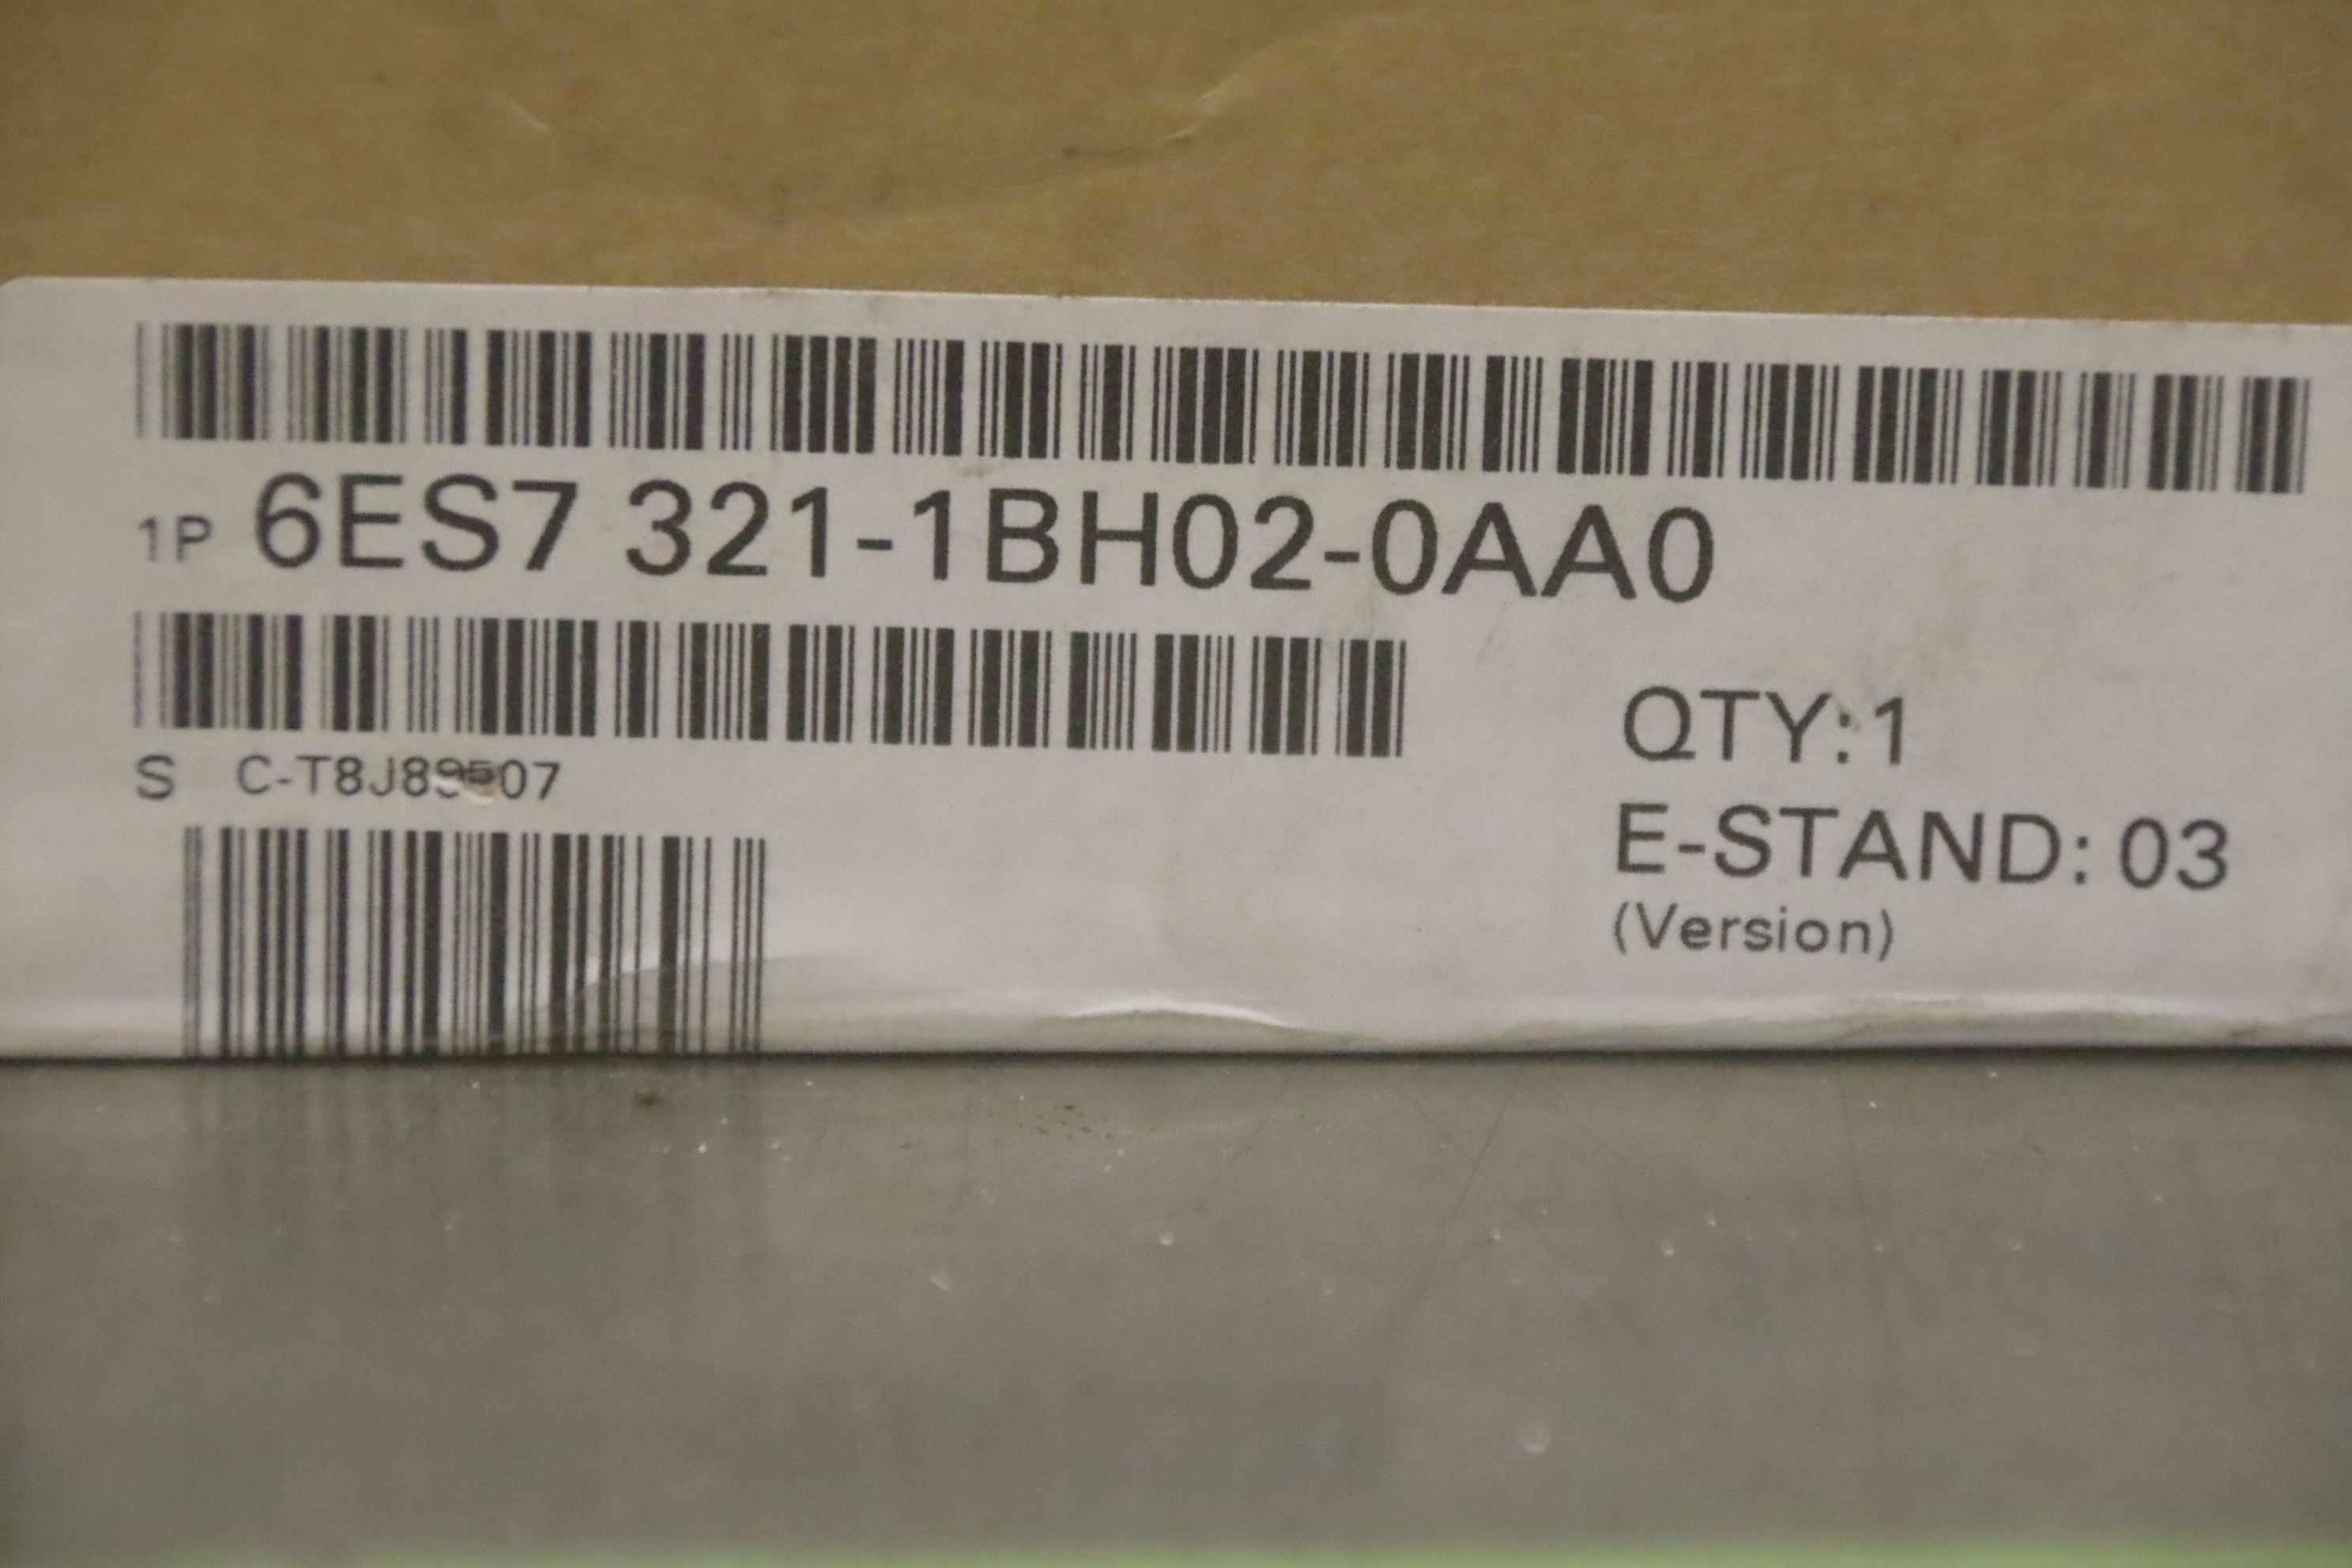 1P 6ES7 321-1BH02-0AA0
S
QTY:1
E-STAND: 03
(Version)